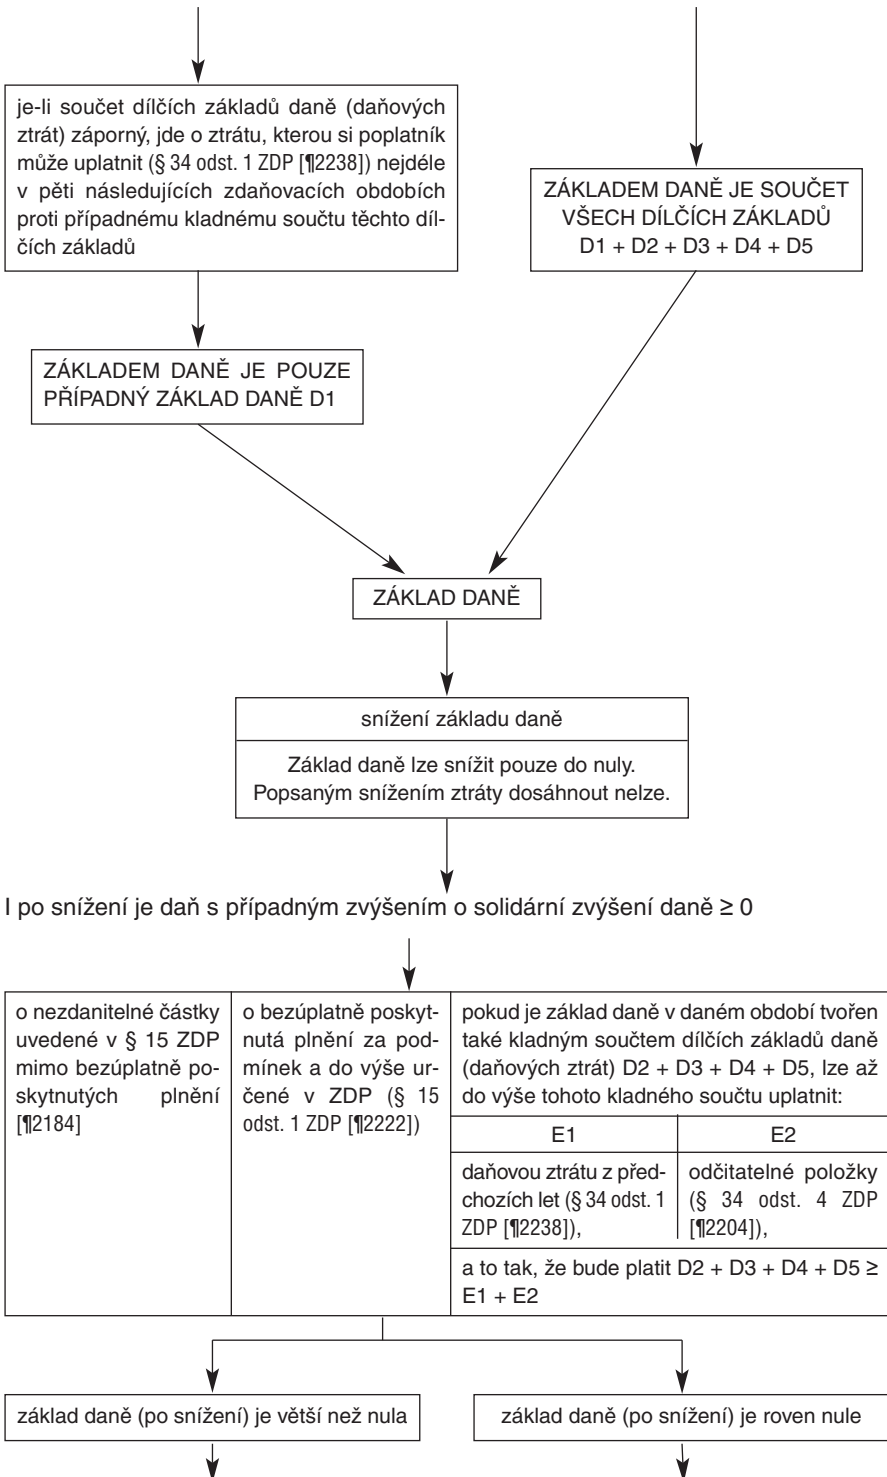 je-li součet dílčích základů daně (daňových
ztrát) záporný, jde o ztrátu, kterou si poplatník
může uplatnit (§ 34 odst. 1 ZDP [¶2238]) nejdéle
v pěti následujících zdaňovacích obdobích
proti případnému kladnému součtu těchto díl-
čích základů
ZÁKLADEM DANĚ JE SOUČET
VŠECH DÍLČÍCH ZÁKLADŮ
D1 + D2 + D3 + D4 + D5
ZÁKLADEM DANĚ JE POUZE
PŘÍPADNÝ ZÁKLAD DANĚ D1
ZÁKLAD DANĚ
snížení základu daně
Základ daně lze snížit pouze do nuly.
Popsaným snížením ztráty dosáhnout nelze.
I po snížení je daň s případným zvýšením o solidární zvýšení daně ≥ 0
o nezdanitelné částky
uvedené v § 15 ZDP
mimo bezúplatně po-
skytnutých plnění
[¶2184]
o bezúplatně poskyt-
nutá plnění za pod-
mínek a do výše ur-
čené v ZDP (§ 15
odst. 1 ZDP [¶2222])
pokud je základ daně v daném období tvořen
také kladným součtem dílčích základů daně
(daňových ztrát) D2 + D3 + D4 + D5, lze až
do výše tohoto kladného součtu uplatnit:
E1
E2
daňovou ztrátu z před-
chozích let (§ 34 odst. 1
ZDP [¶2238]),
odčitatelné položky
(§ 34 odst. 4 ZDP
[¶2204]),
a to tak, že bude platit D2 + D3 + D4 + D5 ≥
E1 + E2
základ daně (po snížení) je větší než nula
základ daně (po snížení) je roven nule